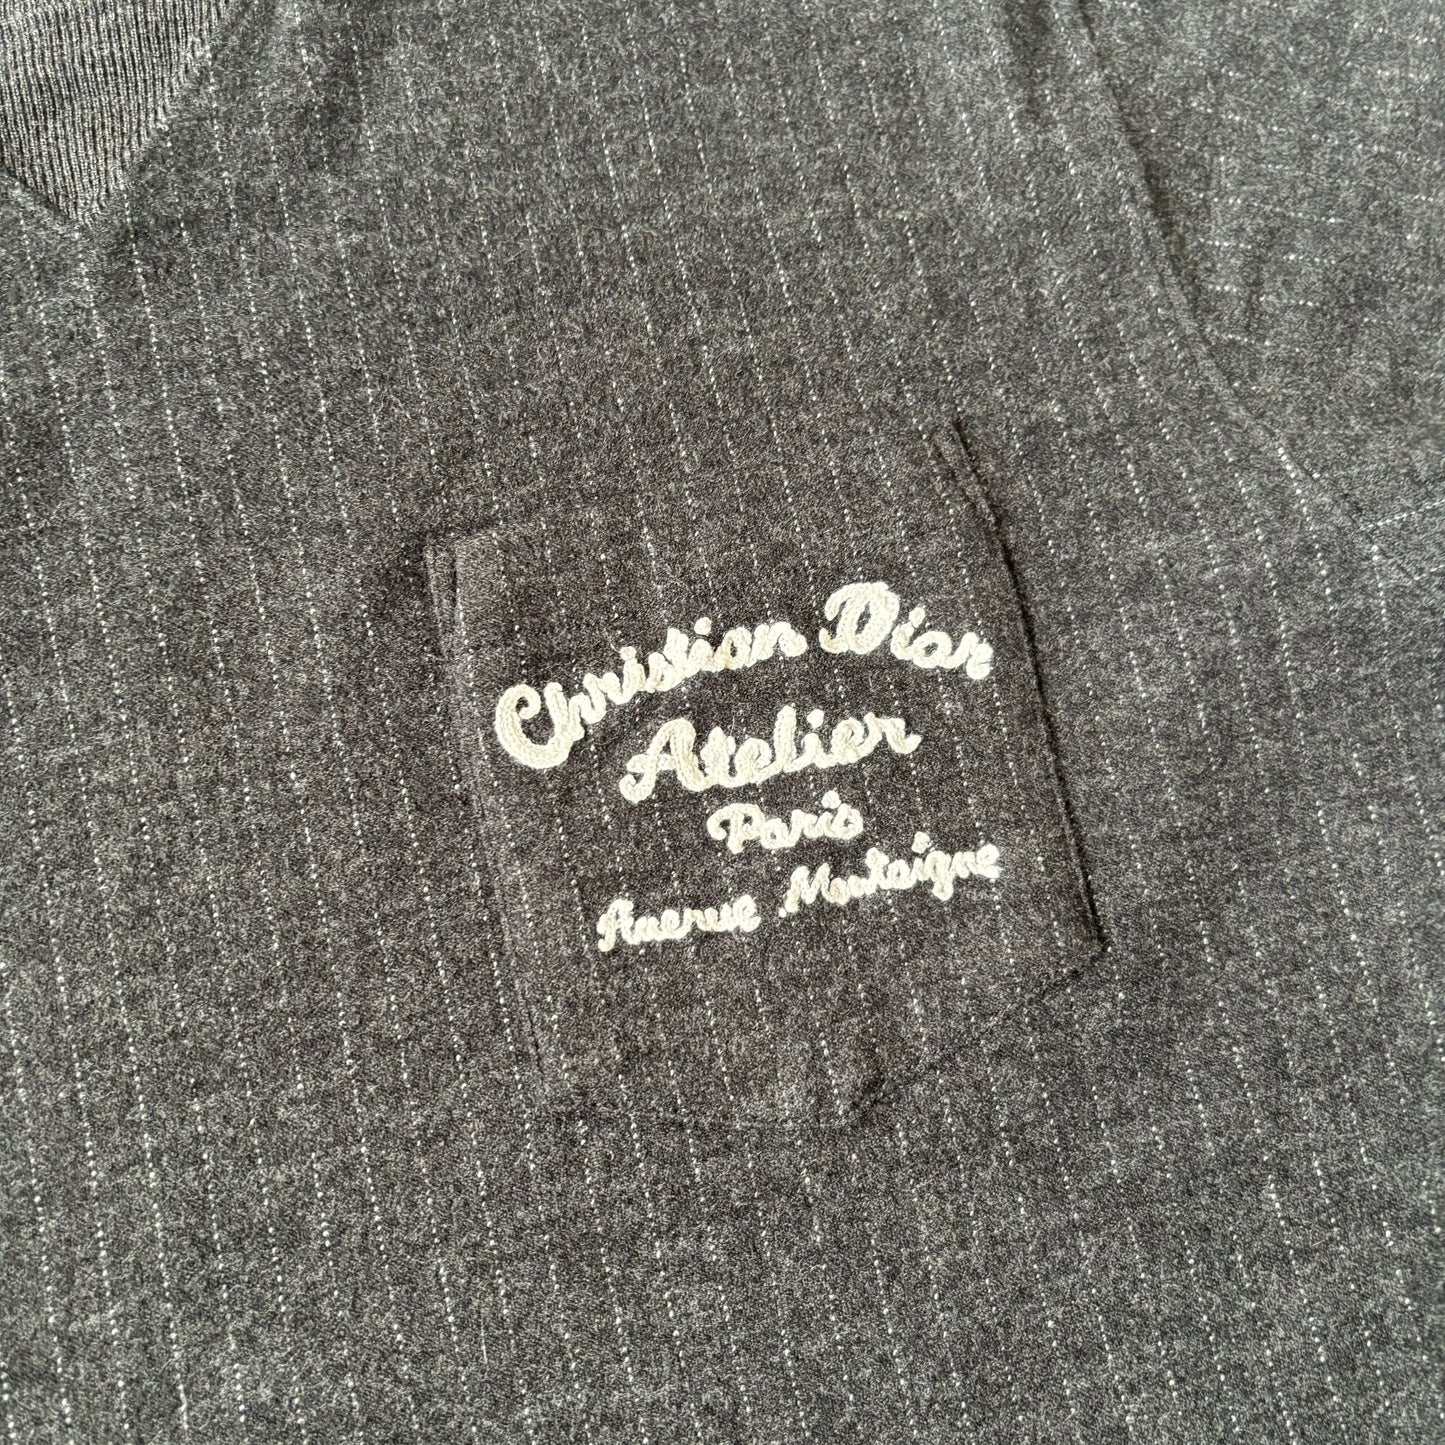 Christian Dior
Atelier
Paris
Avenue Montaigne